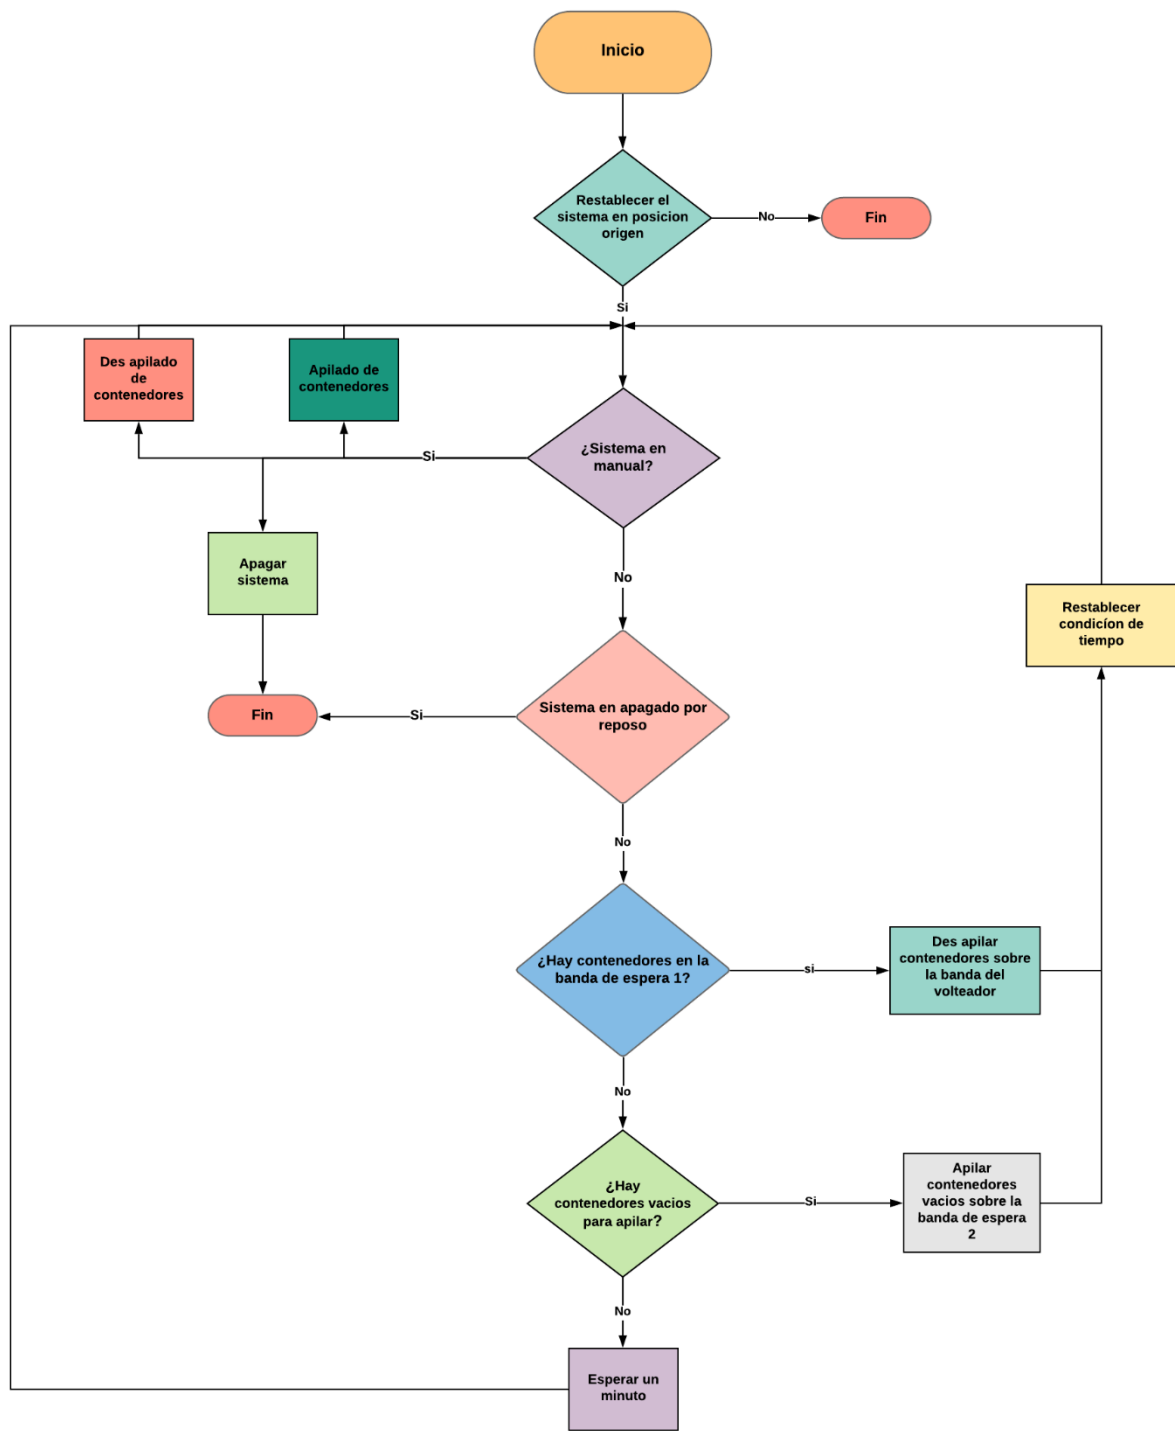 Inicio
Restablecer el
sistema en posicion
origen
No
Fin
Si
Des apilado
de
contenedores
Apilado de
contenedores
¿Sistema en
manual?
Si
Apagar
sistema
No
Restablecer
condicíon de
tiempo
Sistema en apagado por
reposo
Si
Fin
No
¿Hay contenedores en la
banda de espera 1?
si
Des apilar
contenedores sobre
la banda del
volteador
No
¿Hay
contenedores vacios
para apilar?
Si
Apilar
contenedores
vacios sobre la
banda de espera
2
No
Esperar un
minuto